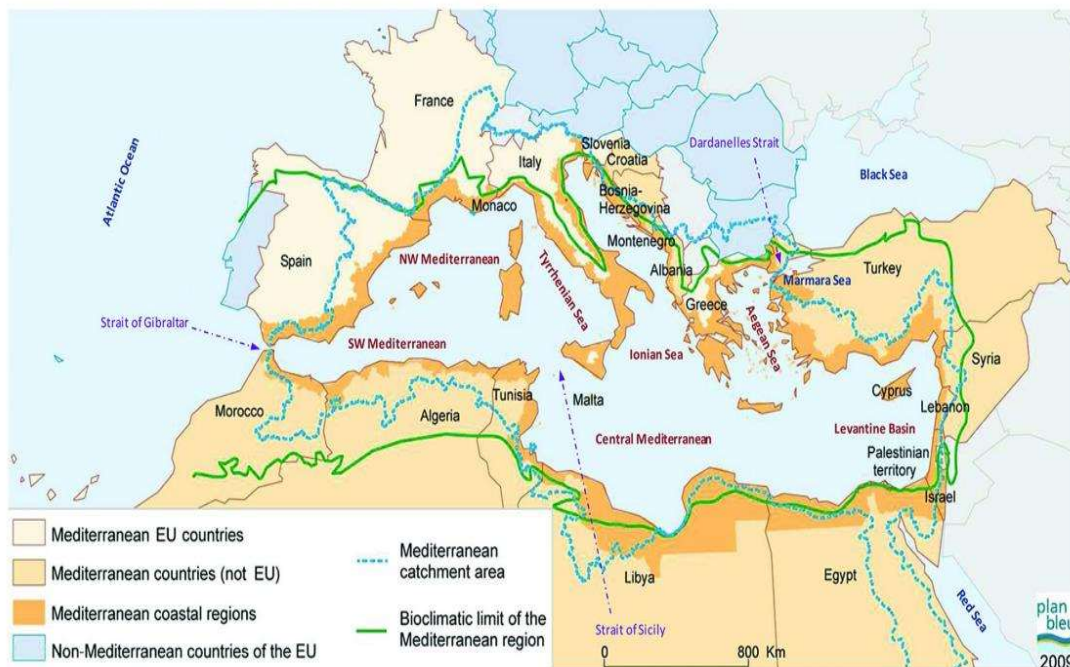 France
Slovenia
Dardanelles Strait
Croatia
Italy
Black Sea
Atlantic Ocean
Bosnia-
Herzegovina
Monaco
Montenegro
Spain
NW Mediterranean
Tyrrhenian Sea
Albania
Turkey
Marmara Sea
Greece
Aegean Sea
Strait of Gibraltar
SW Mediterranean
Ionian Sea
Syria
Cyprus
Morocco
Algeria
Tunisia
Malta
Lebanon
Central Mediterranean
Levantine Basin
Palestinian
territory
Israel
Mediterranean EU countries
Mediterranean countries (not EU)
Mediterranean coastal regions
Non-Mediterranean countries of the EU
Mediterranean
catchment area
Bioclimatic limit of the
Mediterranean region
Libya
Egypt
Red Sea
Strait of Sicily
0 800 Km
plan
bleu
2009